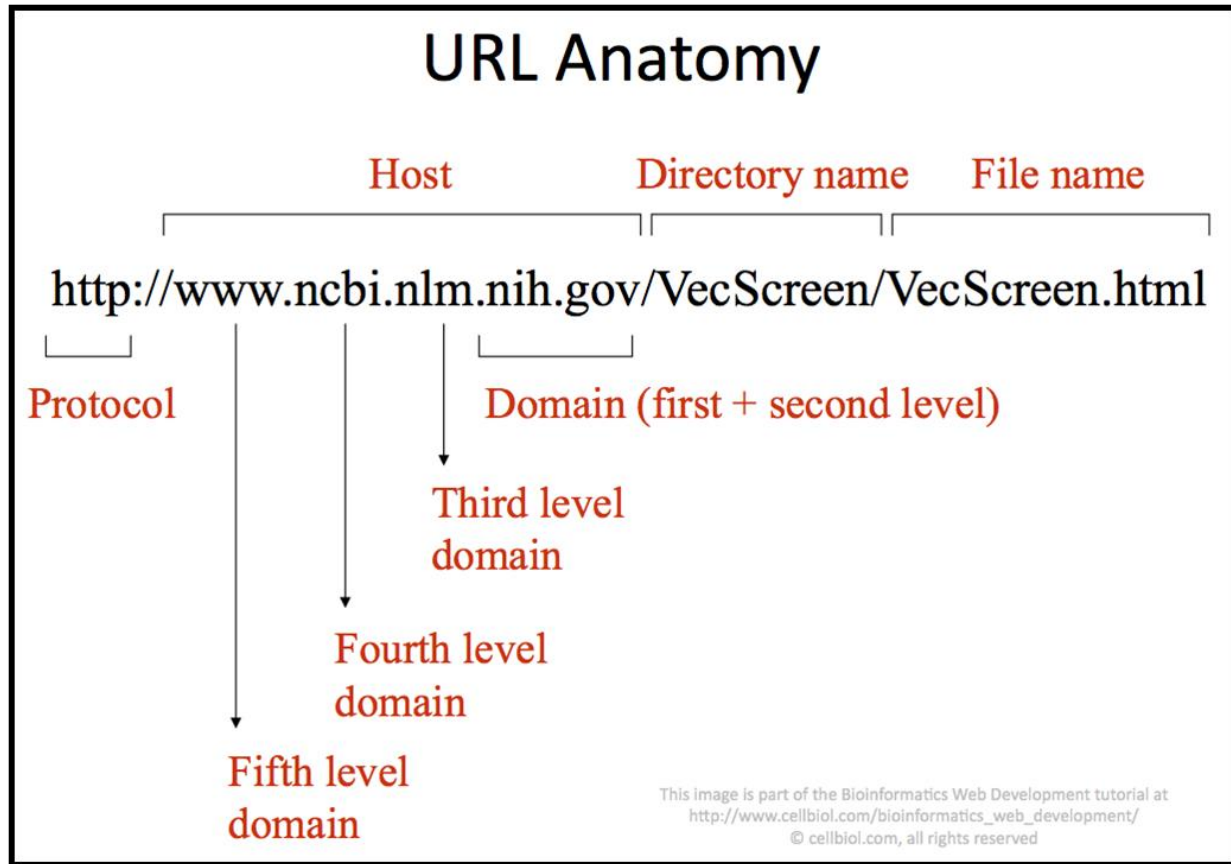 URL Anatomy
Host Directory name File name
http://www.ncbi.nlm.nih.gov/VecScreen/VecScreen.html
Protocol Domain (first + second level)
Third level
domain
Fourth level
domain
Fifth level
domain
This image is part of the Bioinformatics Web Development tutorial at
http://www.cellbiol.com/bioinformatics_web_development/
© cellbiol.com, all rights reserved